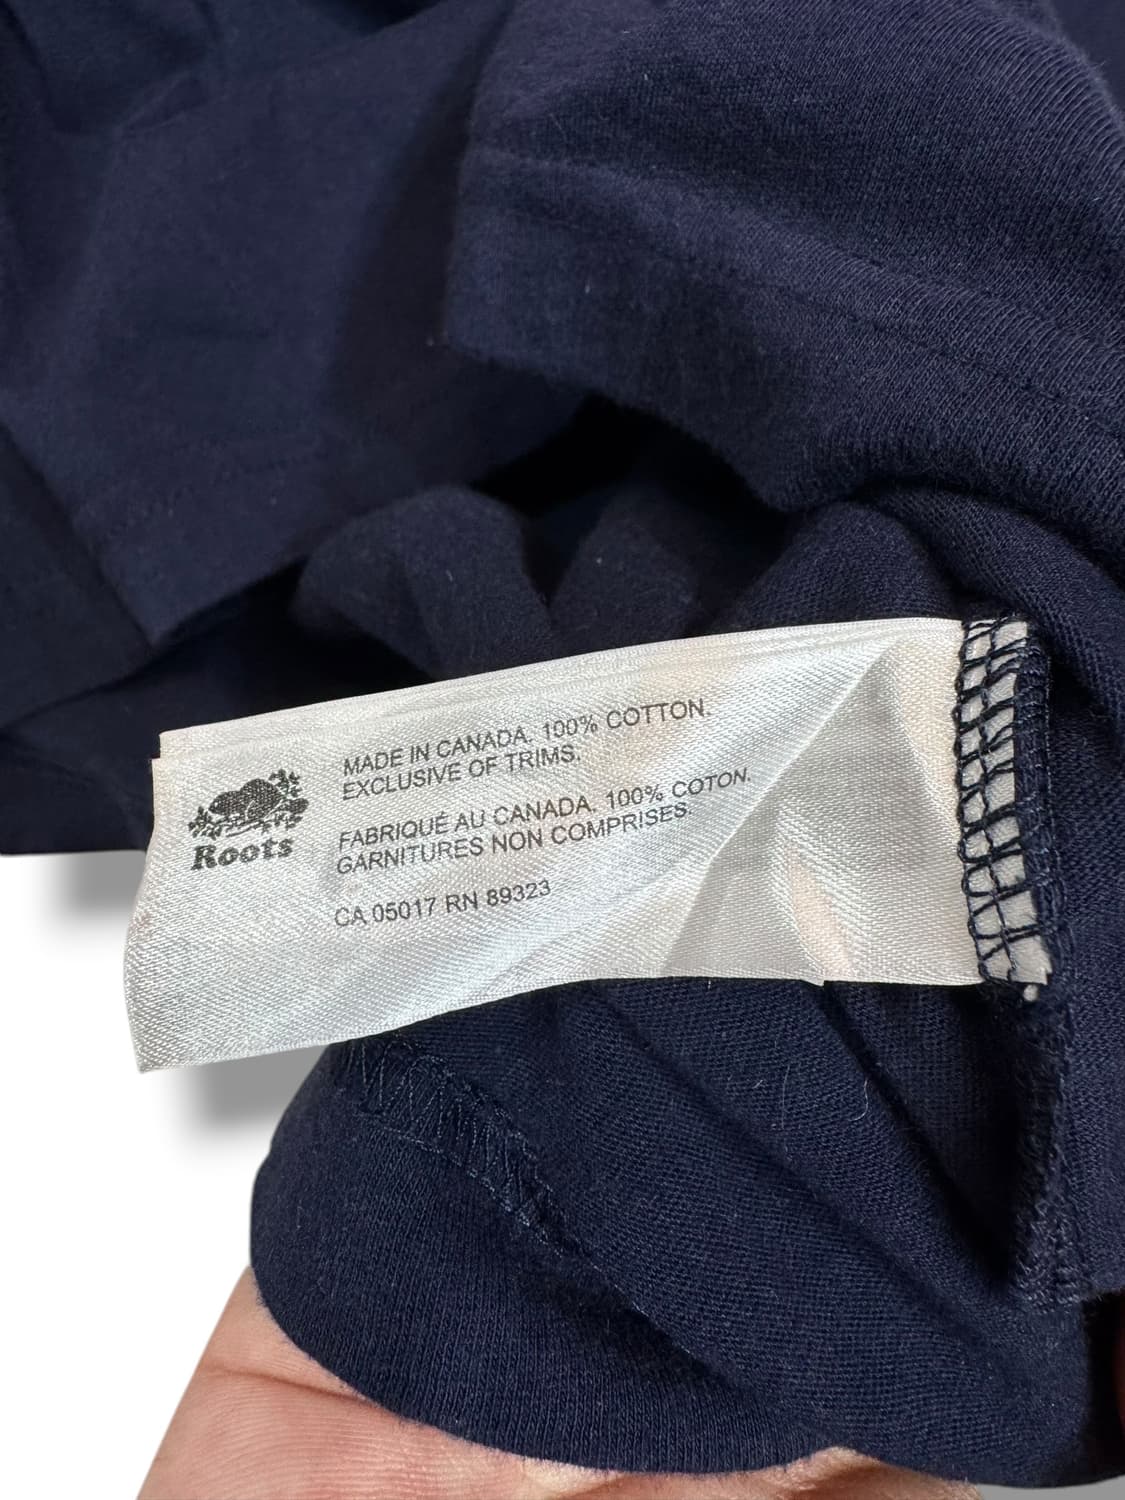 Roots
MADE IN CANADA. 100% COTTON.
EXCLUSIVE OF TRIMS.
FABRIQUÉ AU CANADA. 100% COTON.
GARNITURES NON COMPRISES.
CA 05017 RN 89323